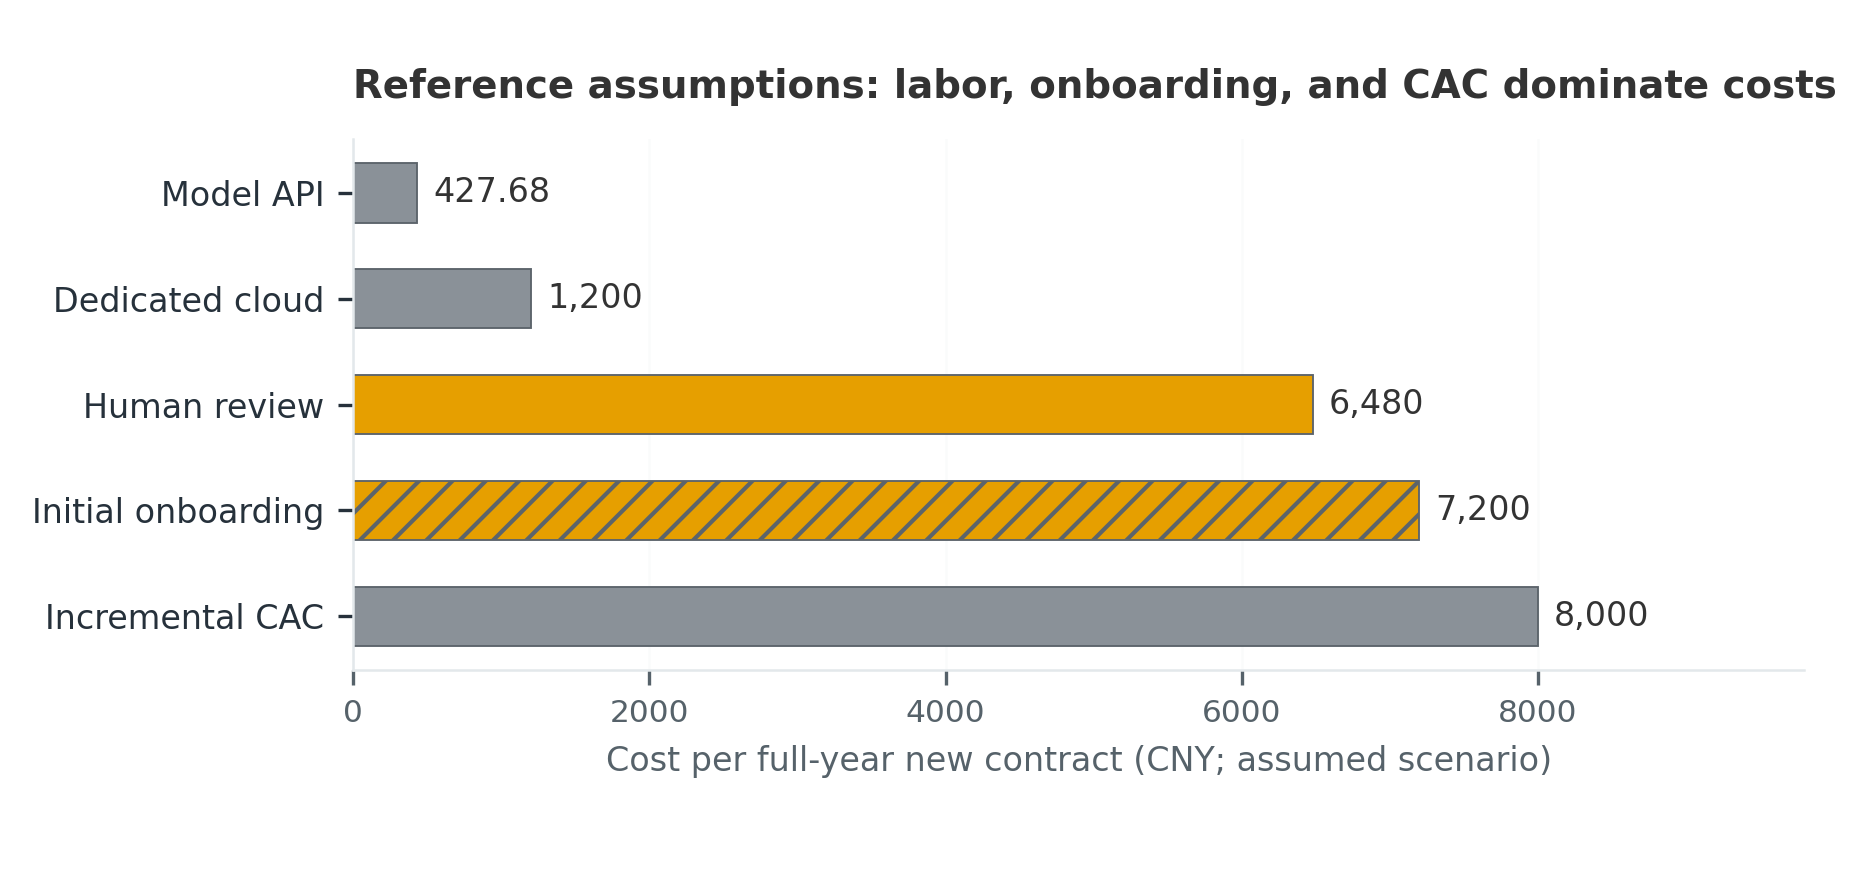 Reference assumptions: labor, onboarding, and CAC dominate costs
Model API
427.68
Dedicated cloud
1,200
Human review
6,480
Initial onboarding
7,200
Incremental CAC
8,000
0 2000 4000 6000 8000
Cost per full-year new contract (CNY; assumed scenario)